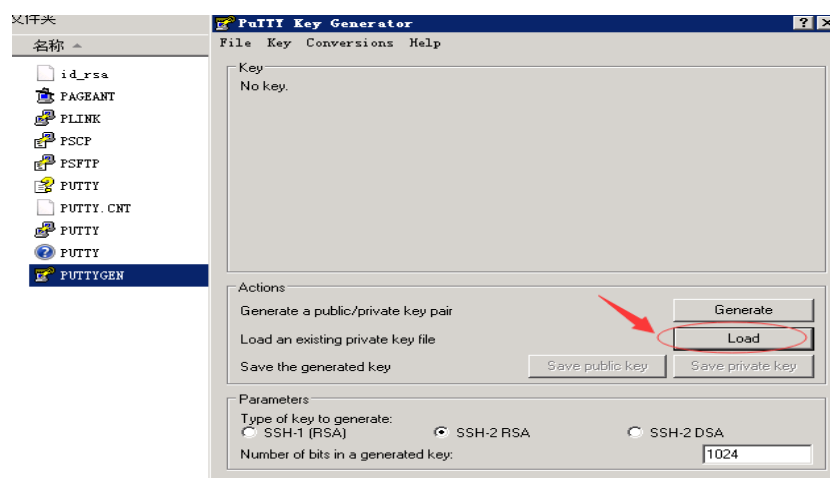 文件夹
名称
id_rsa
PAGEANT
PLINK
PSCP
PSFTP
PUTTY
PUTTY.CNT
PUTTY
PUTTY
PUTTYGEN
PuTTY Key Generator
File Key Conversions Help
Key
No key.
Actions
Generate a public/private key pair
Generate
Load an existing private key file
Load
Save the generated key
Save public key
Save private key
Parameters
Type of key to generate:
SSH-1 (RSA)
SSH-2 RSA
SSH-2 DSA
Number of bits in a generated key:
1024